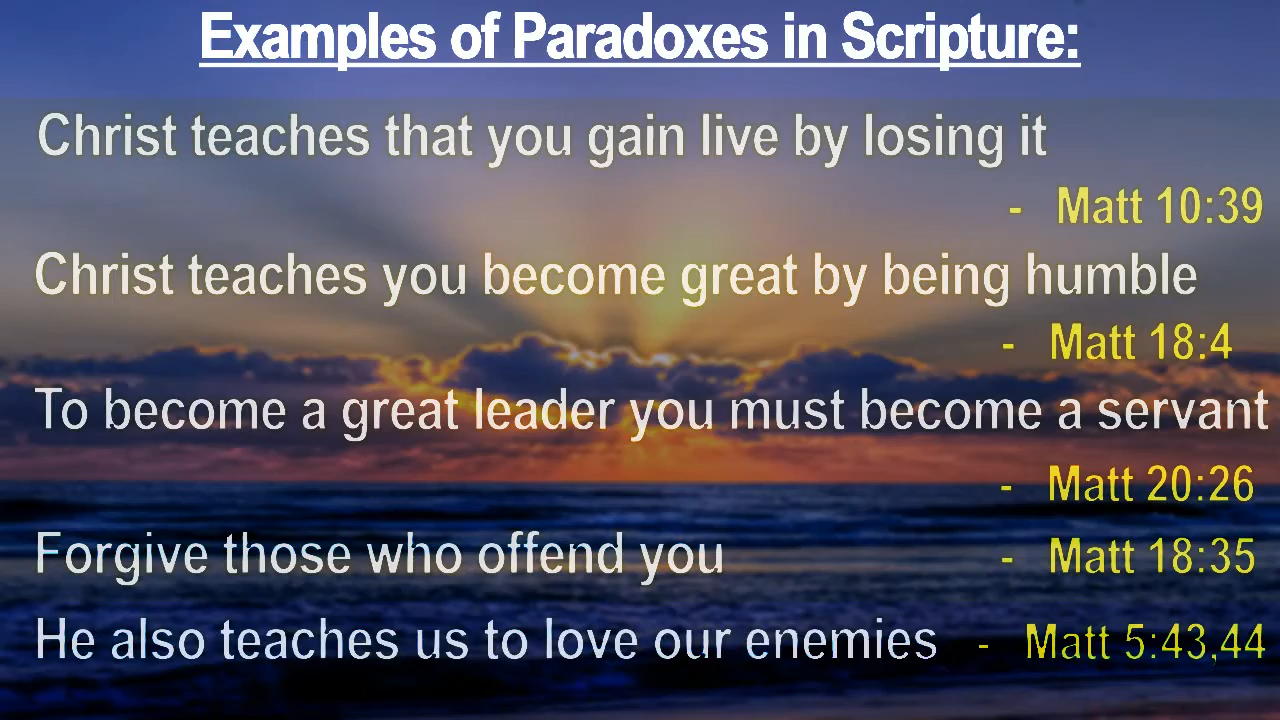 Examples of Paradoxes in Scripture:
Christ teaches that you gain live by losing it
- Matt 10:39
Christ teaches you become great by being humble
- Matt 18:4
To become a great leader you must become a servant
- Matt 20:26
Forgive those who offend you - Matt 18:35
He also teaches us to love our enemies - Matt 5:43,44